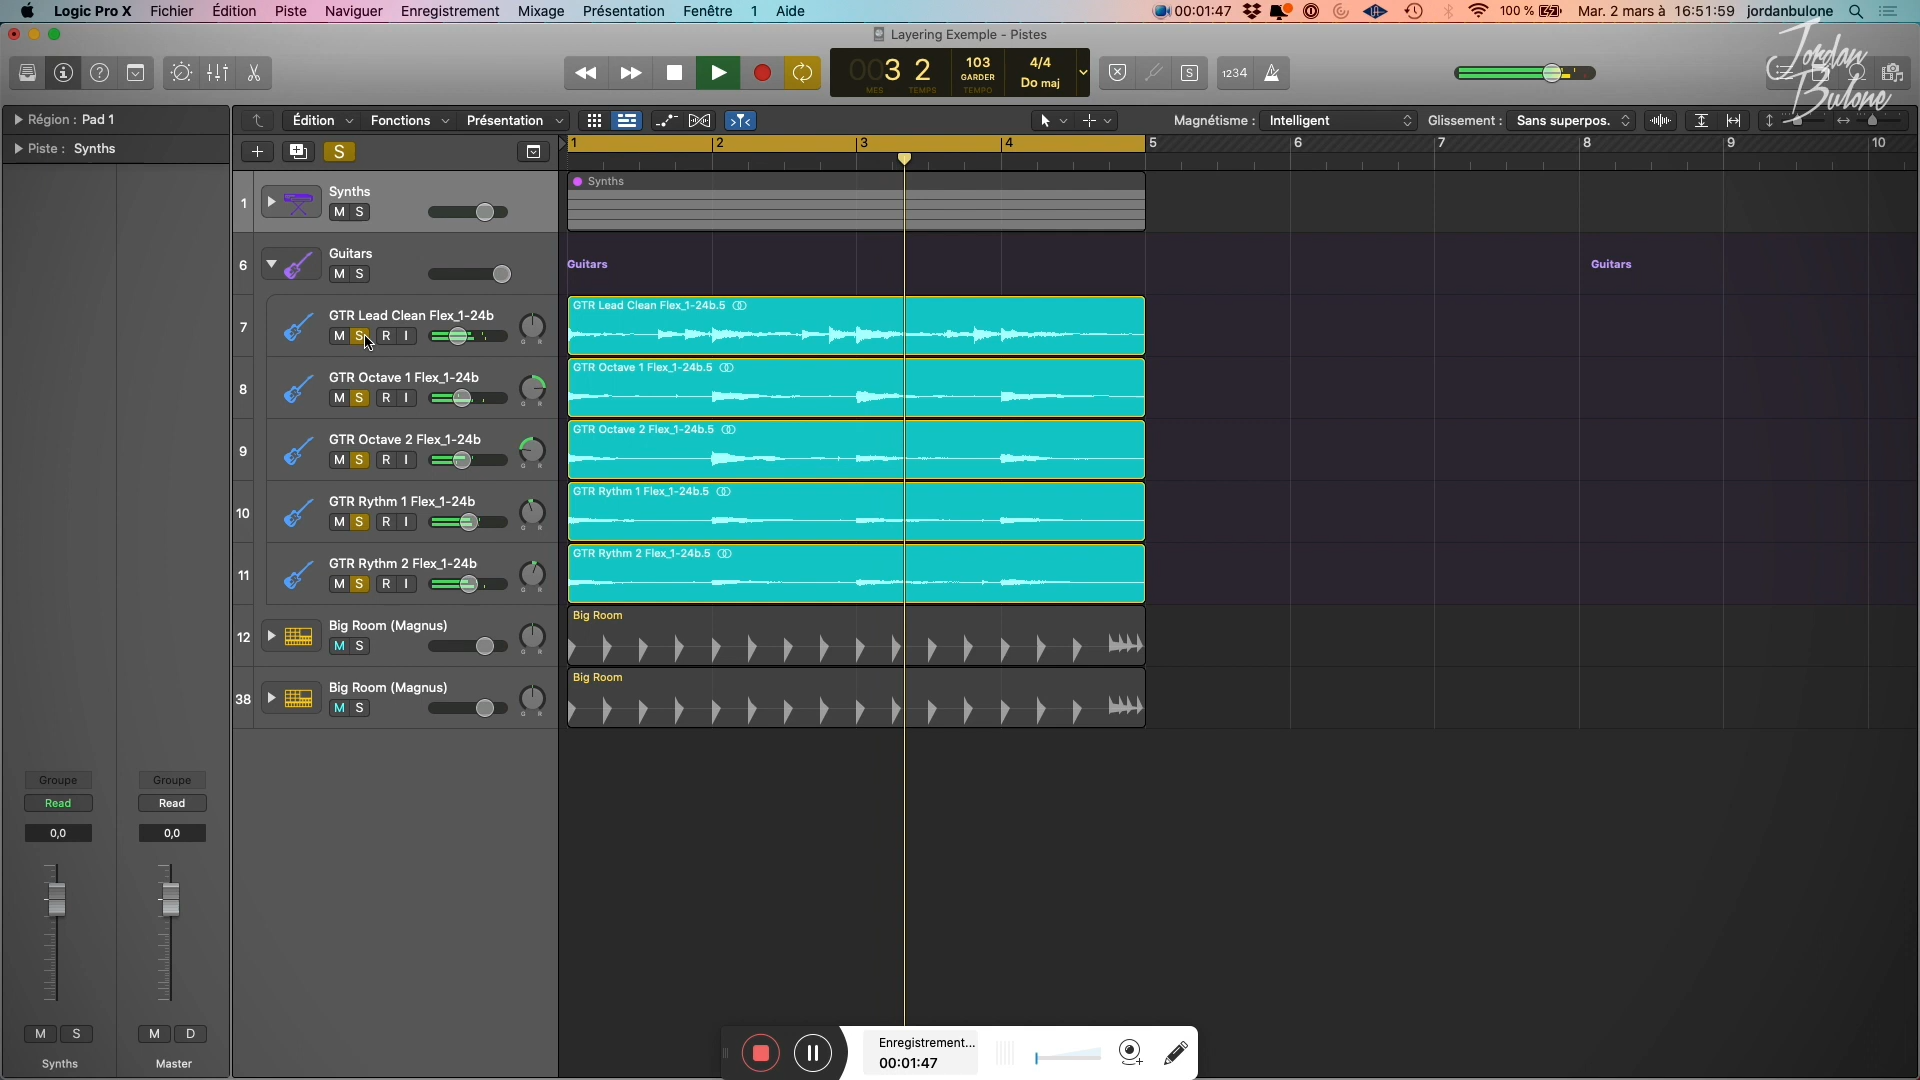 Logic Pro X Fichier Édition Piste Naviguer Enregistrement Mixage Présentation Fenêtre 1 Aide 00:01:47 100 % Mar. 2 mars à 16:51:59 jordanbulone
Layering Exemple - Pistes
Jordan Bulone
003 2 103 4/4
GARDER Do maj
MES TEMPS TEMPO
S 1234
Région : Pad 1
Piste : Synths
Édition Fonctions Présentation Magnétisme : Intelligent Glissement : Sans superpos.
S
1 2 3 4 5 6 7 8 9 10
1 Synths
M S
Synths
6 Guitars
M S
Guitars Guitars
7 GTR Lead Clean Flex_1-24b
M S R I
GTR Lead Clean Flex_1-24b.5
8 GTR Octave 1 Flex_1-24b
M S R I
GTR Octave 1 Flex_1-24b.5
9 GTR Octave 2 Flex_1-24b
M S R I
GTR Octave 2 Flex_1-24b.5
10 GTR Rythm 1 Flex_1-24b
M S R I
GTR Rythm 1 Flex_1-24b.5
11 GTR Rythm 2 Flex_1-24b
M S R I
GTR Rythm 2 Flex_1-24b.5
12 Big Room (Magnus)
M S
Big Room
38 Big Room (Magnus)
M S
Big Room
Groupe Groupe
Read Read
0,0 0,0
M S M D
Synths Master
Enregistrement...
00:01:47